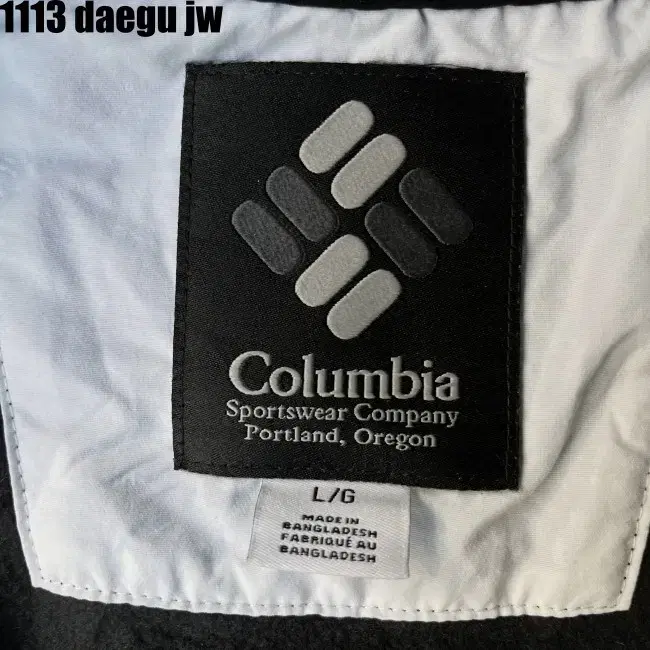 1113 daegu jw
Columbia
Sportswear Company
Portland, Oregon
L/G
MADE IN
BANGLADESH
FABRIQUÉ AU
BANGLADESH